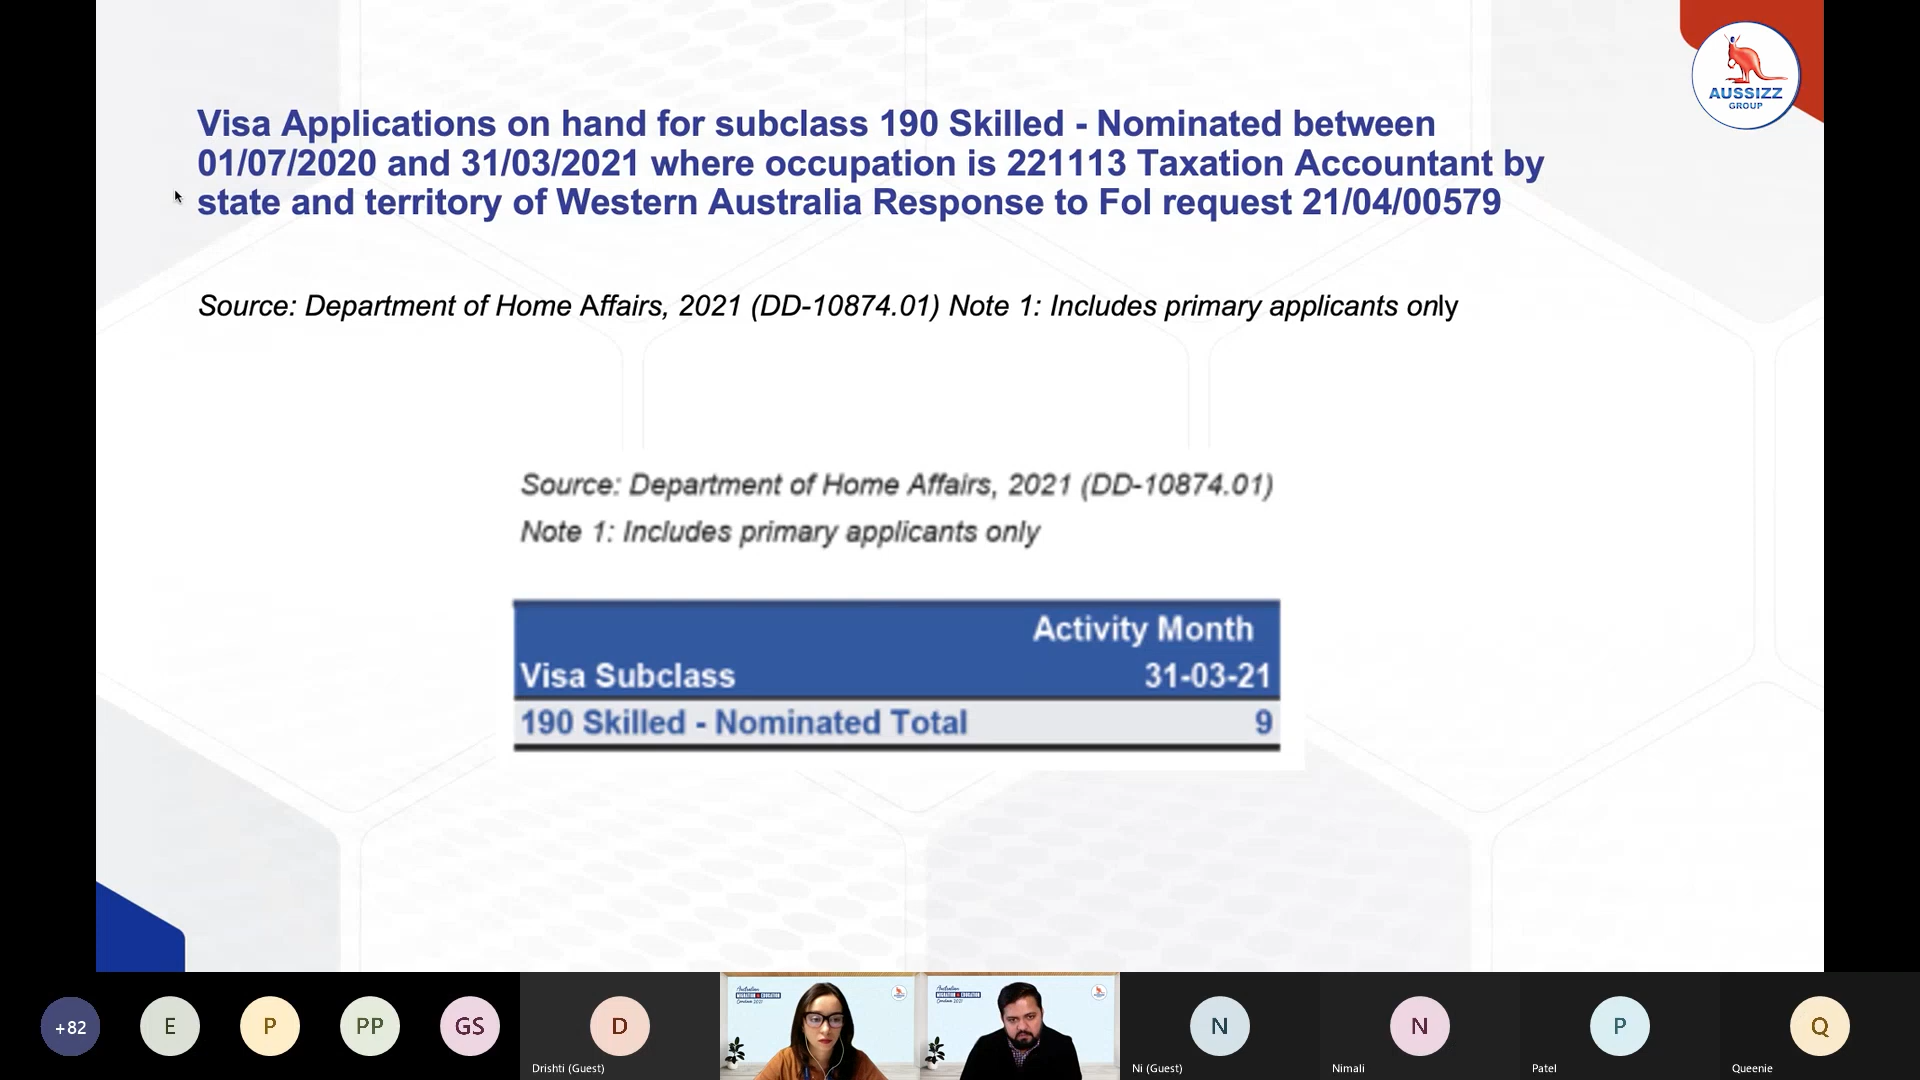 AUSSIZZ
GROUP
Visa Applications on hand for subclass 190 Skilled - Nominated between
01/07/2020 and 31/03/2021 where occupation is 221113 Taxation Accountant by
state and territory of Western Australia Response to FoI request 21/04/00579
Source: Department of Home Affairs, 2021 (DD-10874.01) Note 1: Includes primary applicants only
Source: Department of Home Affairs, 2021 (DD-10874.01)
Note 1: Includes primary applicants only
Activity Month
Visa Subclass 31-03-21
190 Skilled - Nominated Total 9
+82 E P PP GS D N N P Q
Drishti (Guest) Ni (Guest) Nimali Patel Queenie